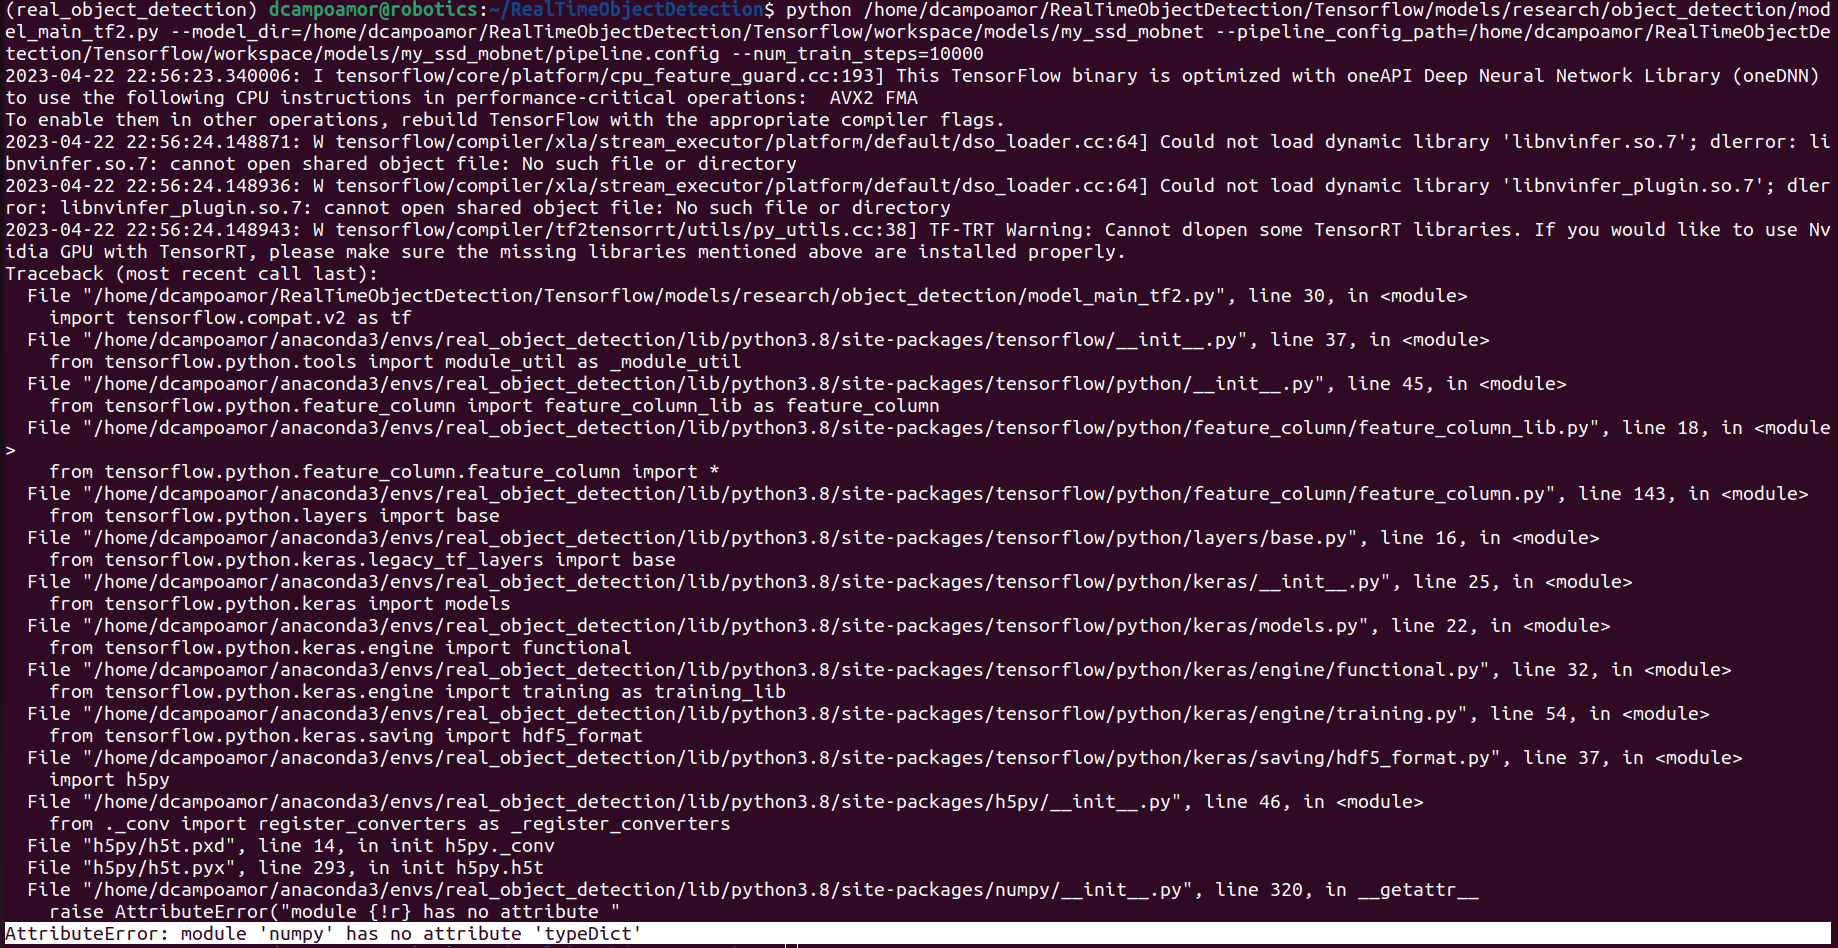 (real_object_detection) dcampoamor@robotics:~/RealTimeObjectDetection$ python /home/dcampoamor/RealTimeObjectDetection/Tensorflow/models/research/object_detection/mod
el_main_tf2.py --model_dir=/home/dcampoamor/RealTimeObjectDetection/Tensorflow/workspace/models/my_ssd_mobnet --pipeline_config_path=/home/dcampoamor/RealTimeObjectDe
tection/Tensorflow/workspace/models/my_ssd_mobnet/pipeline.config --num_train_steps=10000
2023-04-22 22:56:23.340006: I tensorflow/core/platform/cpu_feature_guard.cc:193] This TensorFlow binary is optimized with oneAPI Deep Neural Network Library (oneDNN)
to use the following CPU instructions in performance-critical operations:  AVX2 FMA
To enable them in other operations, rebuild TensorFlow with the appropriate compiler flags.
2023-04-22 22:56:24.148871: W tensorflow/compiler/xla/stream_executor/platform/default/dso_loader.cc:64] Could not load dynamic library 'libnvinfer.so.7'; dlerror: li
bnvinfer.so.7: cannot open shared object file: No such file or directory
2023-04-22 22:56:24.148936: W tensorflow/compiler/xla/stream_executor/platform/default/dso_loader.cc:64] Could not load dynamic library 'libnvinfer_plugin.so.7'; dler
ror: libnvinfer_plugin.so.7: cannot open shared object file: No such file or directory
2023-04-22 22:56:24.148943: W tensorflow/compiler/tf2tensorrt/utils/py_utils.cc:38] TF-TRT Warning: Cannot dlopen some TensorRT libraries. If you would like to use Nv
idia GPU with TensorRT, please make sure the missing libraries mentioned above are installed properly.
Traceback (most recent call last):
  File "/home/dcampoamor/RealTimeObjectDetection/Tensorflow/models/research/object_detection/model_main_tf2.py", line 30, in <module>
    import tensorflow.compat.v2 as tf
  File "/home/dcampoamor/anaconda3/envs/real_object_detection/lib/python3.8/site-packages/tensorflow/__init__.py", line 37, in <module>
    from tensorflow.python.tools import module_util as _module_util
  File "/home/dcampoamor/anaconda3/envs/real_object_detection/lib/python3.8/site-packages/tensorflow/python/__init__.py", line 45, in <module>
    from tensorflow.python.feature_column import feature_column_lib as feature_column
  File "/home/dcampoamor/anaconda3/envs/real_object_detection/lib/python3.8/site-packages/tensorflow/python/feature_column/feature_column_lib.py", line 18, in <module
>
    from tensorflow.python.feature_column.feature_column import *
  File "/home/dcampoamor/anaconda3/envs/real_object_detection/lib/python3.8/site-packages/tensorflow/python/feature_column/feature_column.py", line 143, in <module>
    from tensorflow.python.layers import base
  File "/home/dcampoamor/anaconda3/envs/real_object_detection/lib/python3.8/site-packages/tensorflow/python/layers/base.py", line 16, in <module>
    from tensorflow.python.keras.legacy_tf_layers import base
  File "/home/dcampoamor/anaconda3/envs/real_object_detection/lib/python3.8/site-packages/tensorflow/python/keras/__init__.py", line 25, in <module>
    from tensorflow.python.keras import models
  File "/home/dcampoamor/anaconda3/envs/real_object_detection/lib/python3.8/site-packages/tensorflow/python/keras/models.py", line 22, in <module>
    from tensorflow.python.keras.engine import functional
  File "/home/dcampoamor/anaconda3/envs/real_object_detection/lib/python3.8/site-packages/tensorflow/python/keras/engine/functional.py", line 32, in <module>
    from tensorflow.python.keras.engine import training as training_lib
  File "/home/dcampoamor/anaconda3/envs/real_object_detection/lib/python3.8/site-packages/tensorflow/python/keras/engine/training.py", line 54, in <module>
    from tensorflow.python.keras.saving import hdf5_format
  File "/home/dcampoamor/anaconda3/envs/real_object_detection/lib/python3.8/site-packages/tensorflow/python/keras/saving/hdf5_format.py", line 37, in <module>
    import h5py
  File "/home/dcampoamor/anaconda3/envs/real_object_detection/lib/python3.8/site-packages/h5py/__init__.py", line 46, in <module>
    from ._conv import register_converters as _register_converters
  File "h5py/h5t.pxd", line 14, in init h5py._conv
  File "h5py/h5t.pyx", line 293, in init h5py.h5t
  File "/home/dcampoamor/anaconda3/envs/real_object_detection/lib/python3.8/site-packages/numpy/__init__.py", line 320, in __getattr__
    raise AttributeError("module {!r} has no attribute "
AttributeError: module 'numpy' has no attribute 'typeDict'